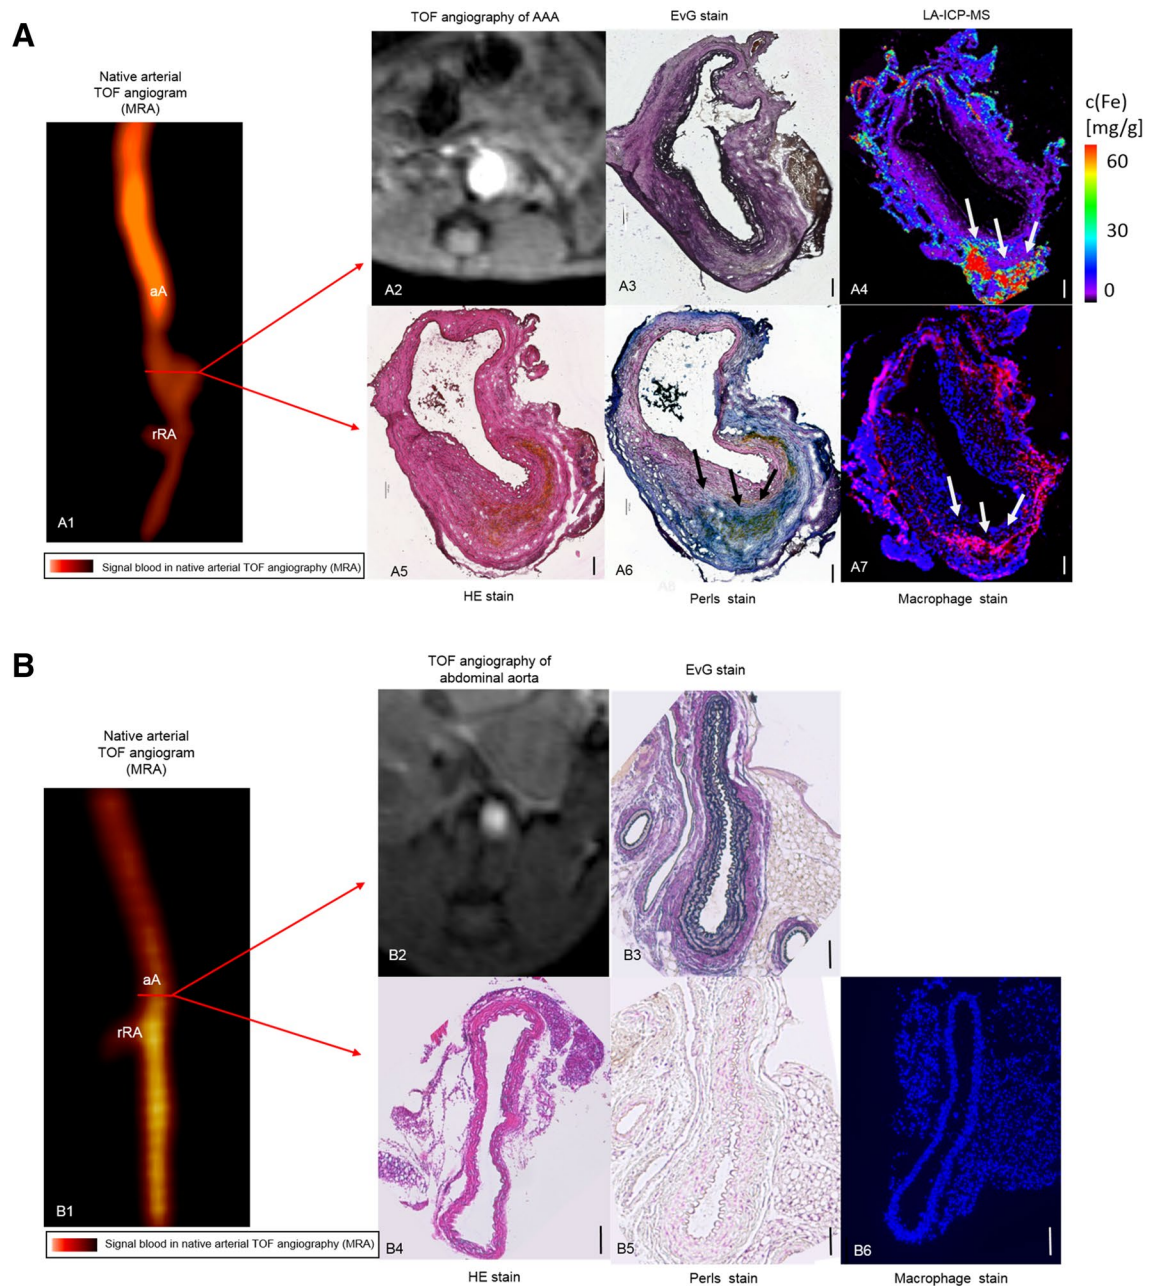 A
TOF angiography of AAA
EvG stain
LA-ICP-MS
Native arterial
TOF angiogram
(MRA)
c(Fe)
[mg/g]
60
30
0
aA
rRA
A1
A2
A3
A4
A5
A6
A7
Signal blood in native arterial TOF angiography (MRA)
HE stain
Perls stain
Macrophage stain
B
TOF angiography of
abdominal aorta
EvG stain
Native arterial
TOF angiogram
(MRA)
aA
rRA
B1
B2
B3
B4
B5
B6
Signal blood in native arterial TOF angiography (MRA)
HE stain
Perls stain
Macrophage stain